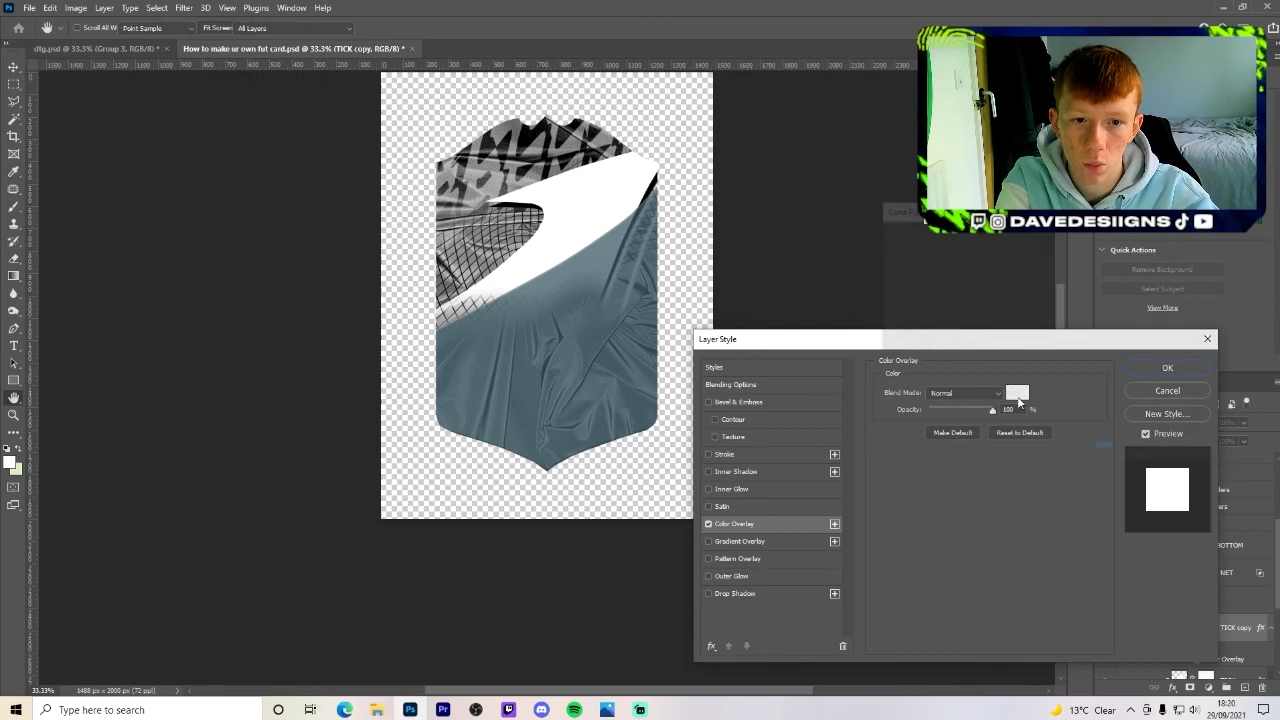 File Edit Image Layer Type Select Filter 3D View Plugins Window Help
Scroll All W Point Sample Fit Screen All Layers
dtg.psd @ 33.3% (Group 3, RGB/8) * × How to make ur own fut card.psd @ 33.3% (TICK copy, RGB/8) * ×
DAVEDESIIGNS
Quick Actions
Remove Background
Select Subject
View More
Layer Style
Styles
Blending Options
Bevel & Emboss
Contour
Texture
Stroke
Inner Shadow
Inner Glow
Satin
Color Overlay
Gradient Overlay
Pattern Overlay
Outer Glow
Drop Shadow
Color Overlay
Color
Blend Mode: Normal
Opacity: 100 %
Make Default Reset to Default
OK
Cancel
New Style...
Preview
BOTTOM
NET
TICK copy fx
33.33% 1488 px x 2000 px (72 ppi)
Type here to search
13°C Clear
18:20
29/09/2021